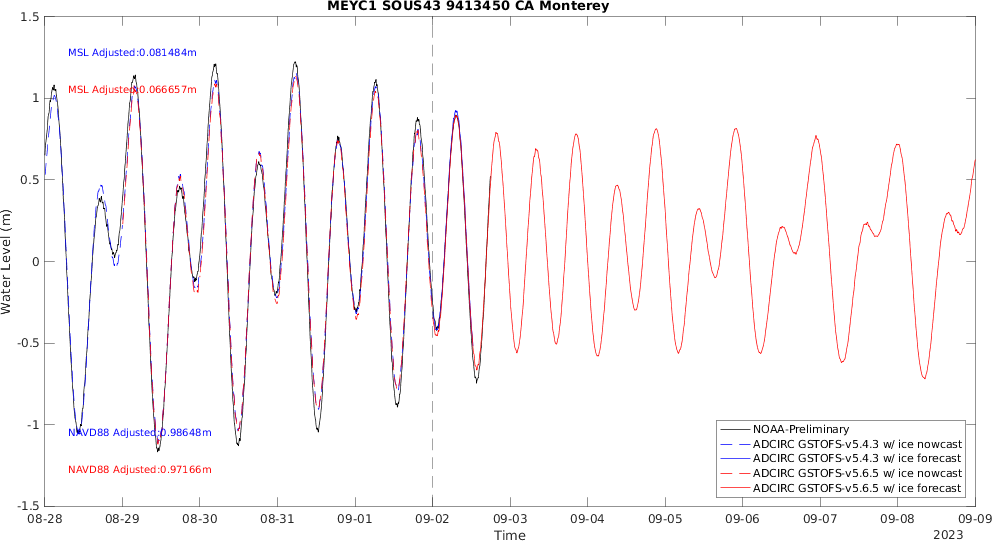 MEYC1 SOUS43 9413450 CA Monterey
1.5
1
0.5
0
-0.5
-1
-1.5
Water Level (m)
MSL Adjusted:0.081484m
MSL Adjusted:0.066657m
NAVD88 Adjusted:0.98648m
NAVD88 Adjusted:0.97166m
NOAA-Preliminary
ADCIRC GSTOFS-v5.4.3 w/ ice nowcast
ADCIRC GSTOFS-v5.4.3 w/ ice forecast
ADCIRC GSTOFS-v5.6.5 w/ ice nowcast
ADCIRC GSTOFS-v5.6.5 w/ ice forecast
08-28 08-29 08-30 08-31 09-01 09-02 09-03 09-04 09-05 09-06 09-07 09-08 09-09
Time
2023